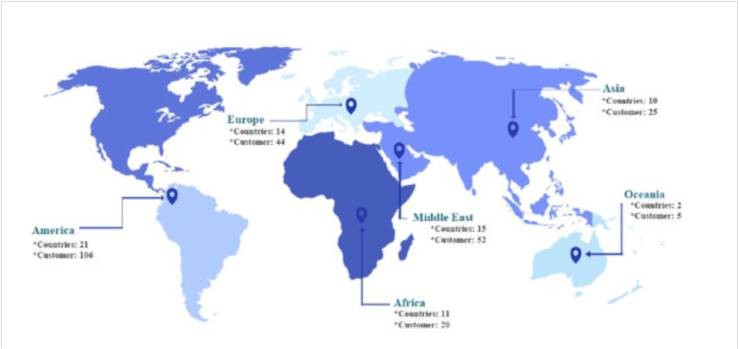 Asia
*Countries: 10
*Customer: 25
Europe
*Countries: 14
*Customer: 44
Oceania
*Countries: 2
*Customer: 5
Middle East
*Countries: 15
*Customer: 52
America
*Countries: 21
*Customer: 106
Africa
*Countries: 11
*Customer: 20